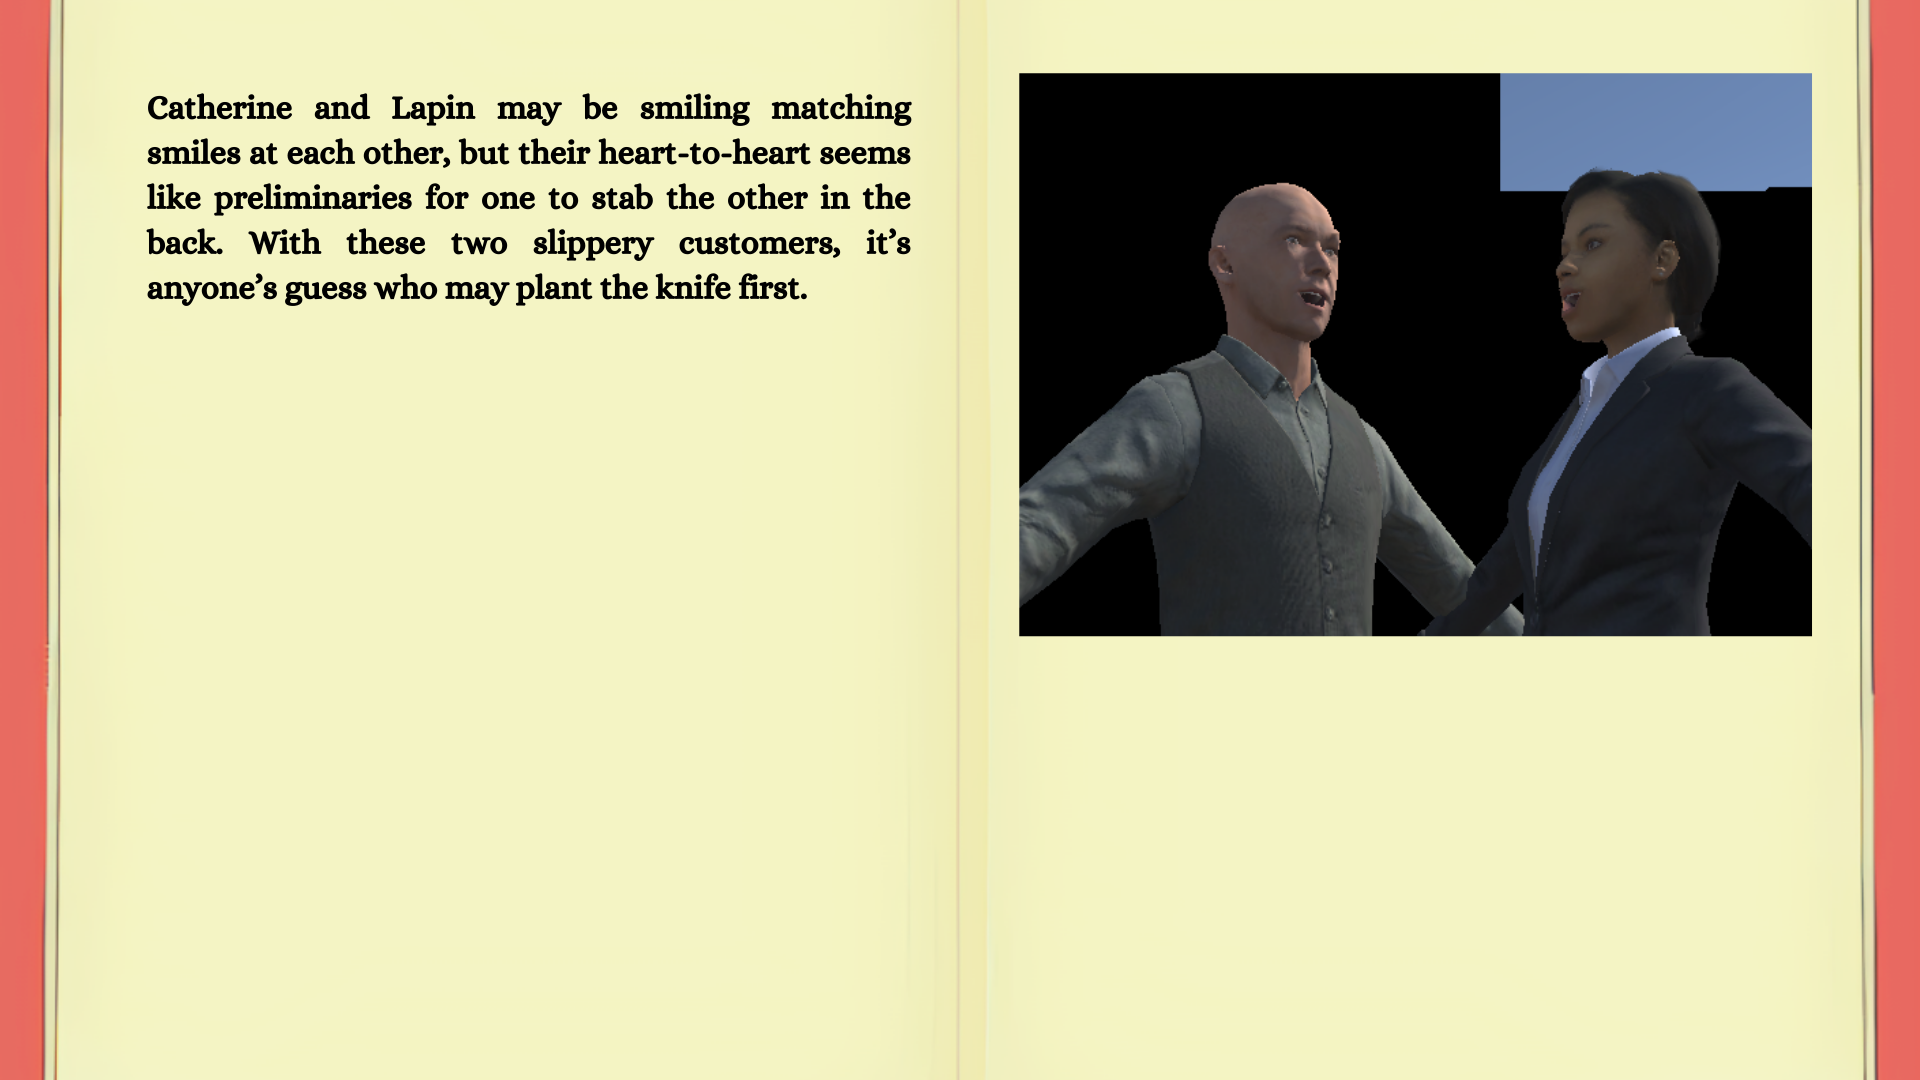 Catherine and Lapin may be smiling matching
smiles at each other, but their heart-to-heart seems
like preliminaries for one to stab the other in the
back. With these two slippery customers, it’s
anyone’s guess who may plant the knife first.